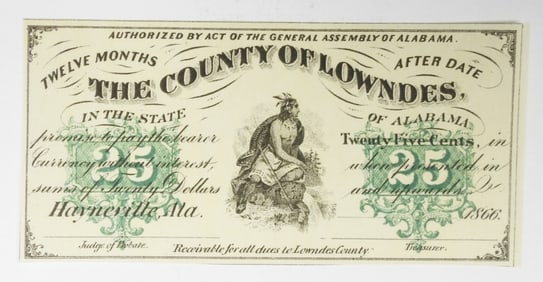 AUTHORIZED BY ACT OF THE GENERAL ASSEMBLY OF ALABAMA.
TWELVE MONTHS AFTER DATE
THE COUNTY OF LOWNDES,
IN THE STATE OF ALABAMA
promise to pay the bearer Twenty Five Cents, in
Currency without interest, when presented in
sums of Twenty Dollars and upwards.
25 25
Hayneville, Ala. 1866.
Judge of Probate. Receivable for all dues to Lowndes County. Treasurer.